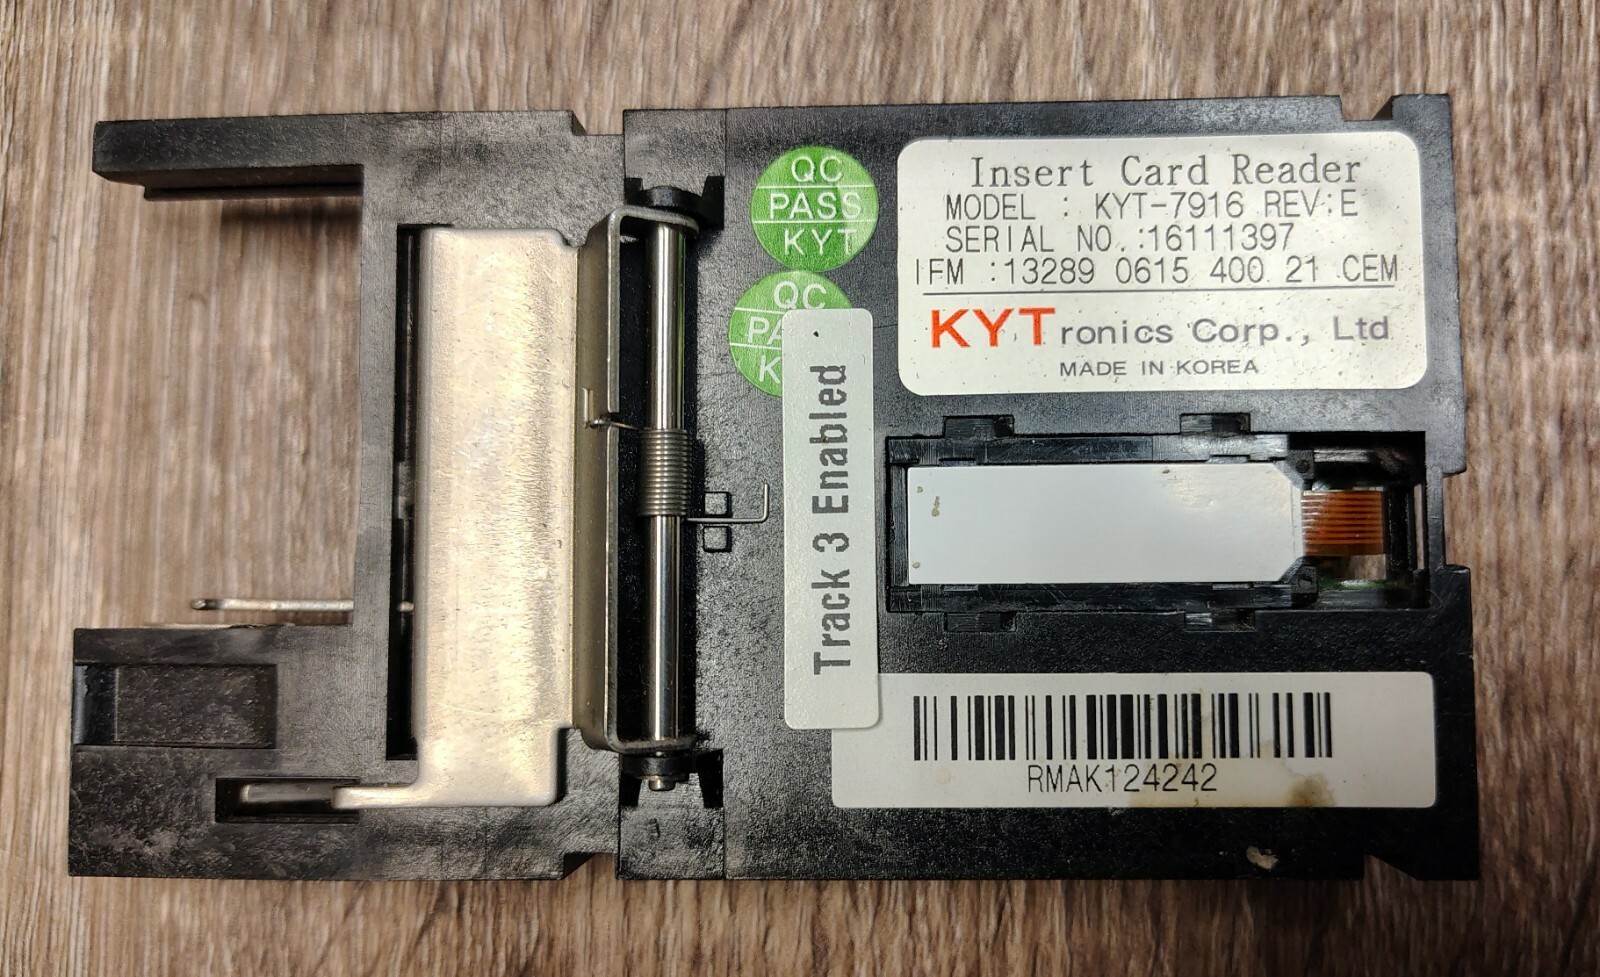 QC
PASS
KYT
QC
PA
K
Track 3 Enabled
Insert Card Reader
MODEL : KYT-7916 REV:E
SERIAL NO.:16111397
IFM :13289 0615 400 21 CEM
KYTronics Corp., Ltd
MADE IN KOREA
RMAK124242